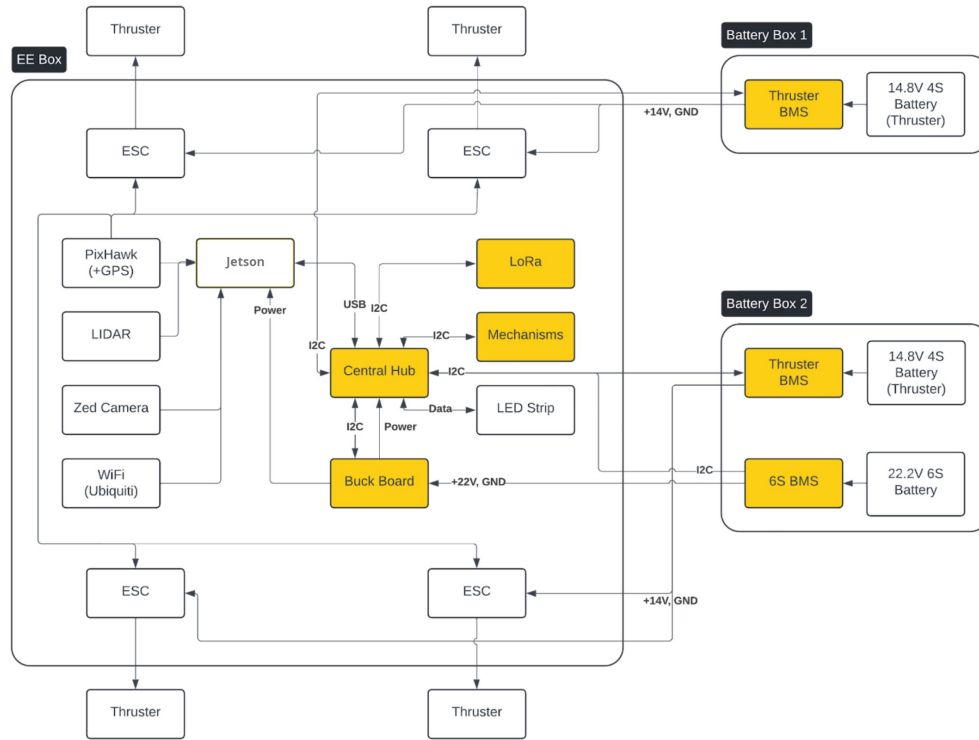 Thruster
Thruster
Battery Box 1
EE Box
Thruster
BMS
14.8V 4S
Battery
(Thruster)
+14V, GND
ESC
ESC
PixHawk
(+GPS)
Jetson
LoRa
Power
USB
I2C
Battery Box 2
LIDAR
I2C
I2C
Mechanisms
Thruster
BMS
14.8V 4S
Battery
(Thruster)
Central Hub
I2C
Zed Camera
Data
LED Strip
I2C
Power
WiFi
(Ubiquiti)
Buck Board
+22V, GND
I2C
6S BMS
22.2V 6S
Battery
ESC
ESC
+14V, GND
Thruster
Thruster